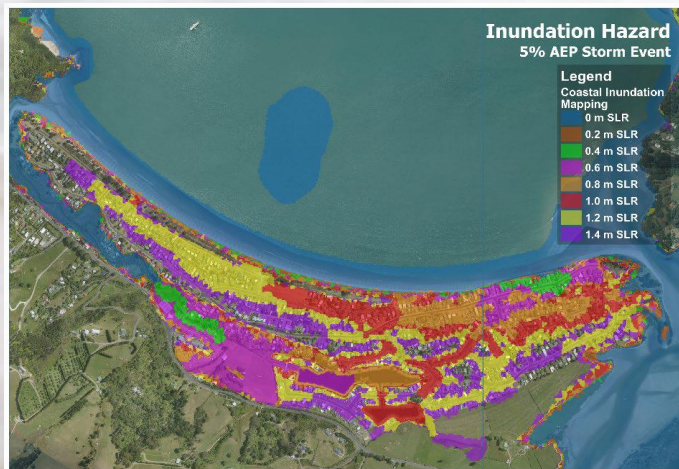 Inundation Hazard
5% AEP Storm Event
Legend
Coastal Inundation
Mapping
0 m SLR
0.2 m SLR
0.4 m SLR
0.6 m SLR
0.8 m SLR
1.0 m SLR
1.2 m SLR
1.4 m SLR